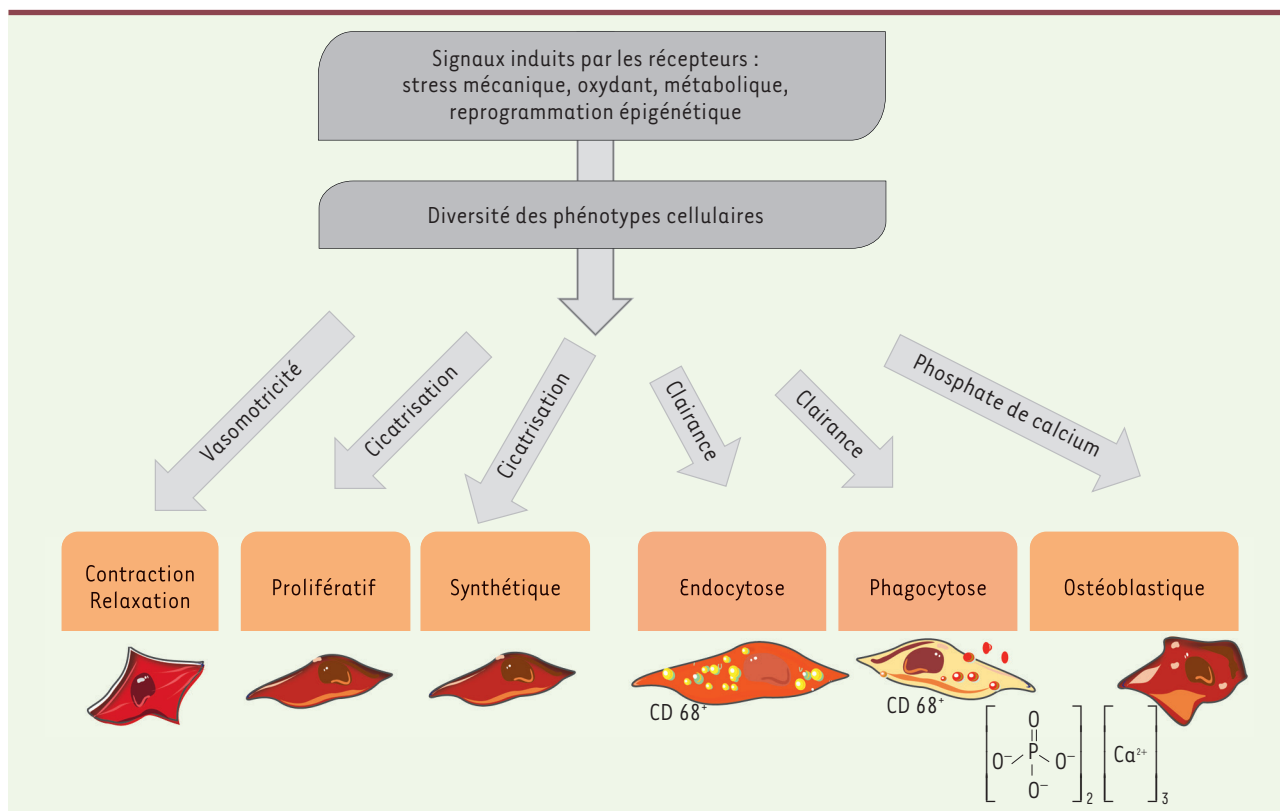 Signaux induits par les récepteurs :
stress mécanique, oxydant, métabolique,
reprogrammation épigénétique
Diversité des phénotypes cellulaires
Vasomotricité
Cicatrisation
Cicatrisation
Clairance
Clairance
Phosphate de calcium
Contraction
Relaxation
Prolifératif
Synthétique
Endocytose
Phagocytose
Ostéoblastique
CD 68⁺
CD 68⁺
O
O⁻ P O⁻
O⁻
2
Ca²⁺
3